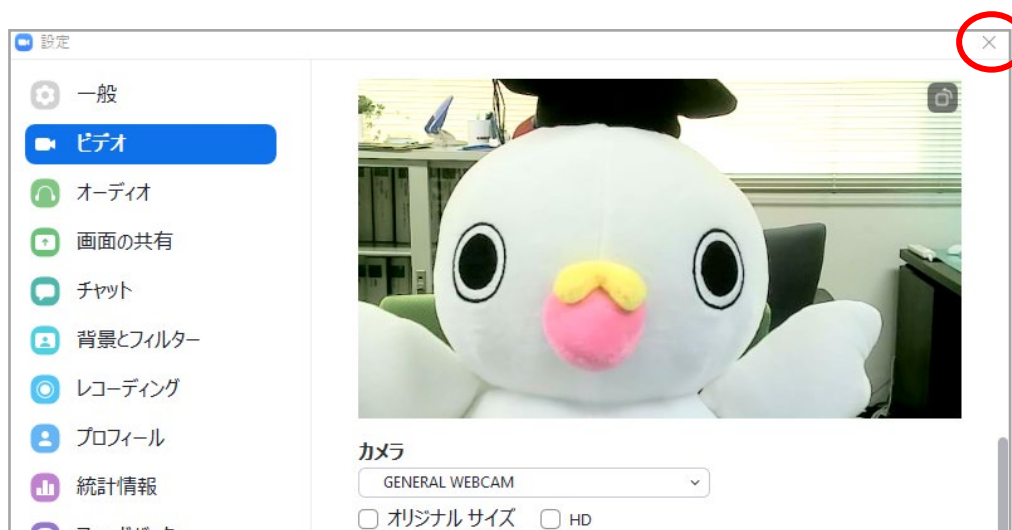 設定
一般
ビデオ
オーディオ
画面の共有
チャット
背景とフィルター
レコーディング
プロフィール
統計情報
カメラ
GENERAL WEBCAM
オリジナル サイズ
HD